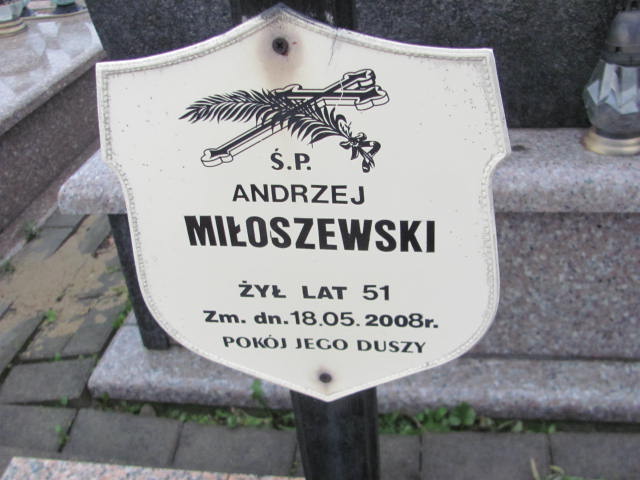 Ś.P.
ANDRZEJ
MIŁOSZEWSKI
ŻYŁ LAT 51
Zm. dn. 18.05.2008r.
POKÓJ JEGO DUSZY